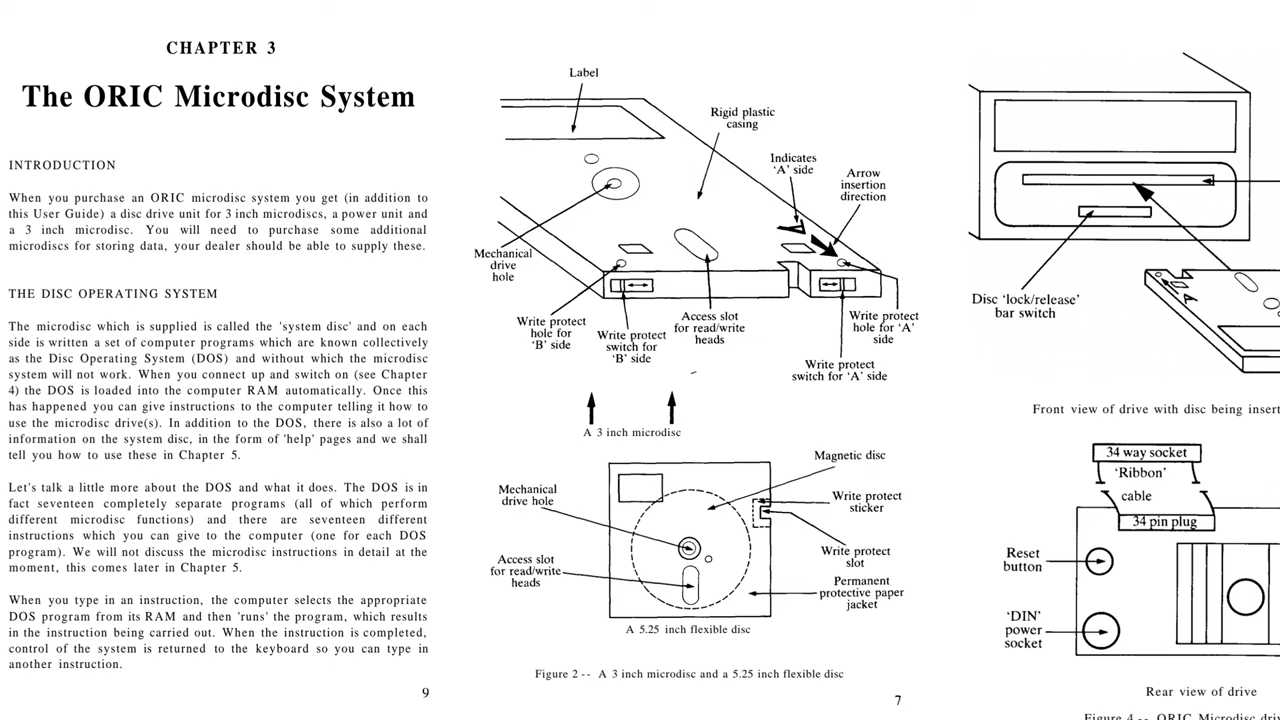 CHAPTER 3
The ORIC Microdisc System
INTRODUCTION
When you purchase an ORIC microdisc system you get (in addition to
this User Guide) a disc drive unit for 3 inch microdiscs, a power unit and
a 3 inch microdisc. You will need to purchase some additional
microdiscs for storing data, your dealer should be able to supply these.
THE DISC OPERATING SYSTEM
The microdisc which is supplied is called the 'system disc' and on each
side is written a set of computer programs which are known collectively
as the Disc Operating System (DOS) and without which the microdisc
system will not work. When you connect up and switch on (see Chapter
4) the DOS is loaded into the computer RAM automatically. Once this
has happened you can give instructions to the computer telling it how to
use the microdisc drive(s). In addition to the DOS, there is also a lot of
information on the system disc, in the form of 'help' pages and we shall
tell you how to use these in Chapter 5.
Let's talk a little more about the DOS and what it does. The DOS is in
fact seventeen completely separate programs (all of which perform
different microdisc functions) and there are seventeen different
instructions which you can give to the computer (one for each DOS
program). We will not discuss the microdisc instructions in detail at the
moment, this comes later in Chapter 5.
When you type in an instruction, the computer selects the appropriate
DOS program from its RAM and then 'runs' the program, which results
in the instruction being carried out. When the instruction is completed,
control of the system is returned to the keyboard so you can type in
another instruction.
9
Label
Rigid plastic
casing
Indicates
'A' side
Arrow
insertion
direction
A
Mechanical
drive
hole
Write protect
hole for
'B' side
Write protect
switch for
'B' side
Access slot
for read/write
heads
Write protect
hole for 'A'
side
Write protect
switch for 'A' side
A 3 inch microdisc
Magnetic disc
Mechanical
drive hole
Write protect
sticker
Access slot
for read/write
heads
Write protect
slot
Permanent
protective paper
jacket
A 5.25 inch flexible disc
Figure 2 -- A 3 inch microdisc and a 5.25 inch flexible disc
7
Disc 'lock/release'
bar switch
A
Front view of drive with disc being insert
34 way socket
'Ribbon'
cable
34 pin plug
Reset
button
'DIN'
power
socket
Rear view of drive
Figure 4 -- ORIC Microdisc driv